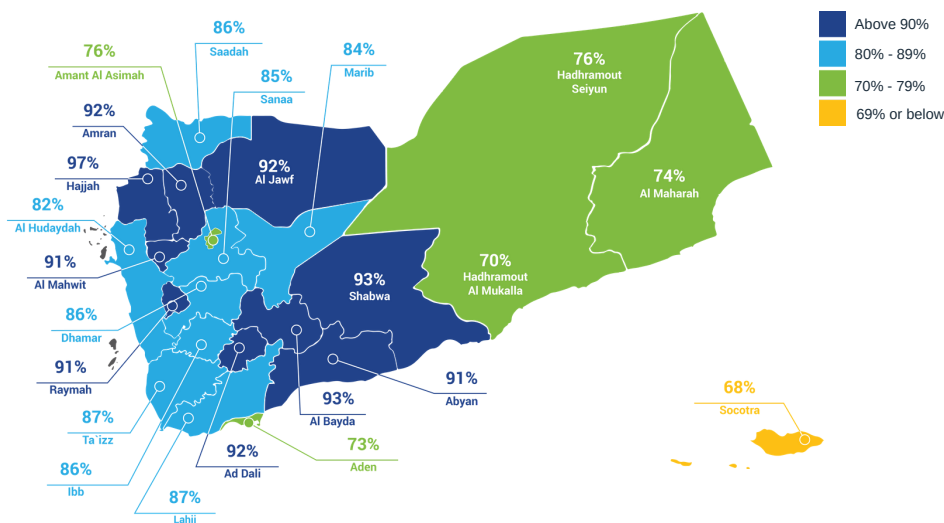 86%
Saadah
84%
Marib
76%
Amant Al Asimah
85%
Sanaa
92%
Amran
97%
Hajjah
82%
Al Hudaydah
91%
Al Mahwit
86%
Dhamar
91%
Raymah
87%
Ta`izz
86%
Ibb
87%
Lahij
92%
Ad Dali
93%
Al Bayda
73%
Aden
91%
Abyan
92%
Al Jawf
93%
Shabwa
76%
Hadhramout
Seiyun
74%
Al Maharah
70%
Hadhramout
Al Mukalla
68%
Socotra
Above 90%
80% - 89%
70% - 79%
69% or below